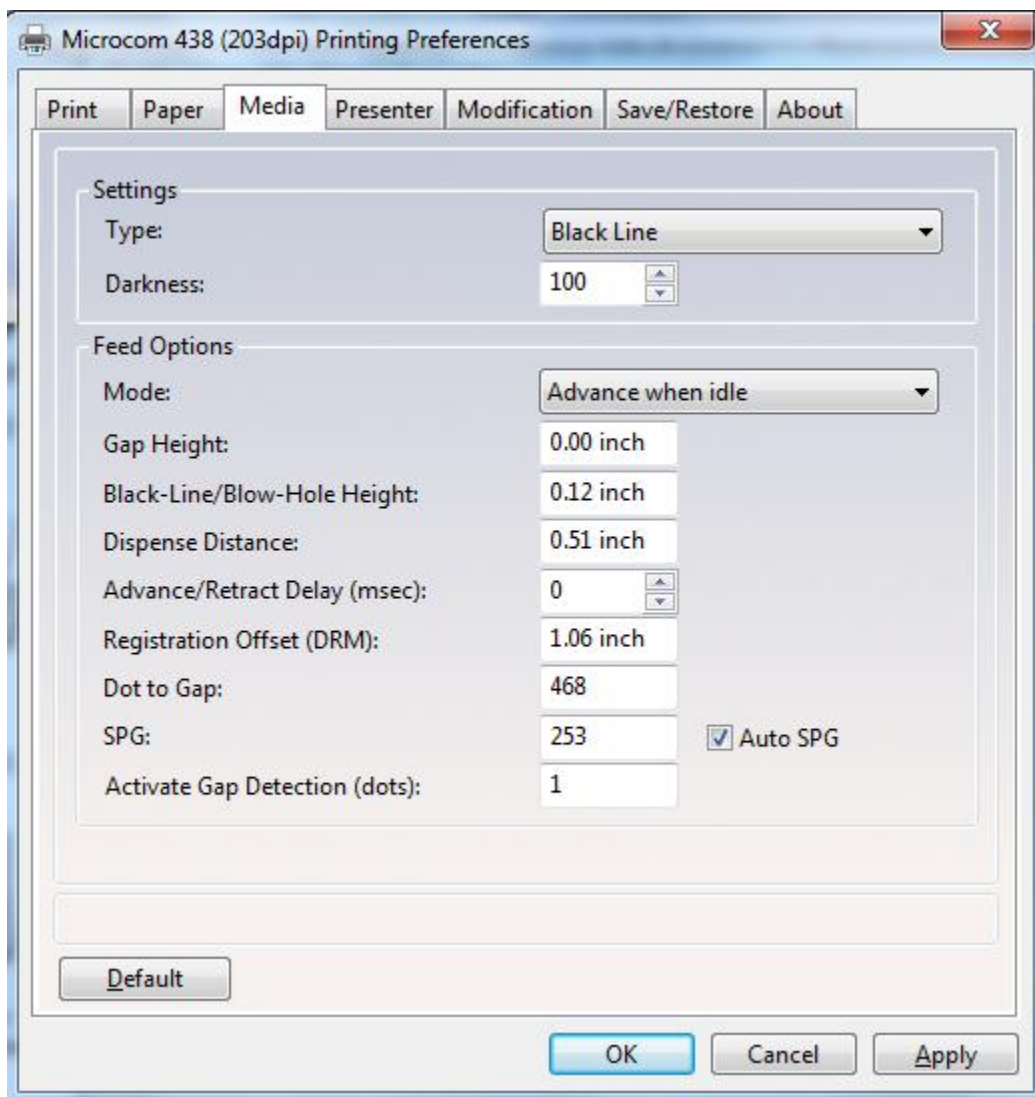 Microcom 438 (203dpi) Printing Preferences
Print Paper Media Presenter Modification Save/Restore About
Settings
Type: Black Line
Darkness: 100
Feed Options
Mode: Advance when idle
Gap Height: 0.00 inch
Black-Line/Blow-Hole Height: 0.12 inch
Dispense Distance: 0.51 inch
Advance/Retract Delay (msec): 0
Registration Offset (DRM): 1.06 inch
Dot to Gap: 468
SPG: 253 Auto SPG
Activate Gap Detection (dots): 1
Default
OK Cancel Apply